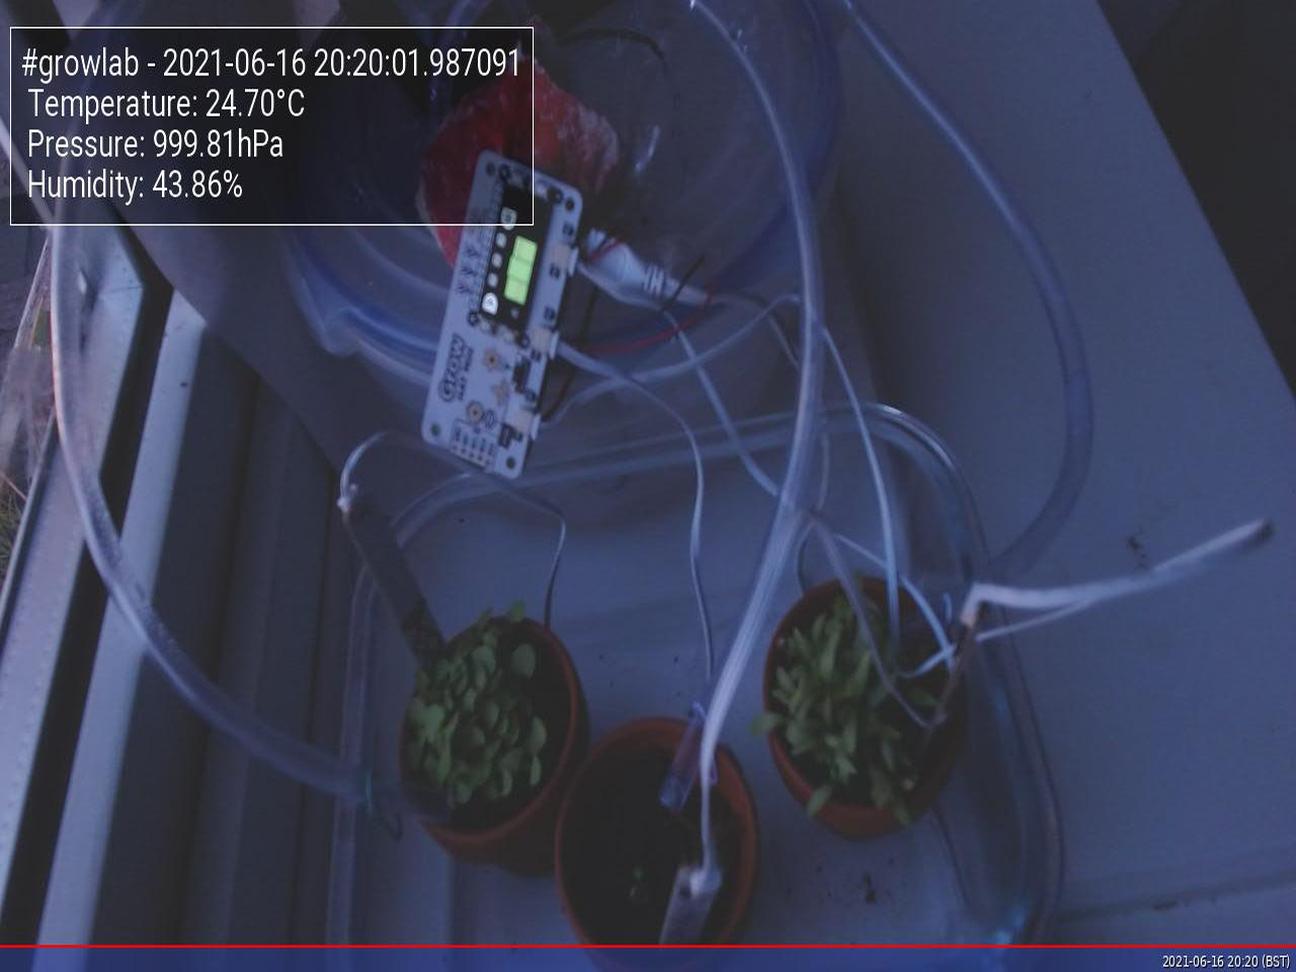 #growlab - 2021-06-16 20:20:01.987091
Temperature: 24.70°C
Pressure: 999.81hPa
Humidity: 43.86%
Grow
2021-06-16 20:20 (BST)